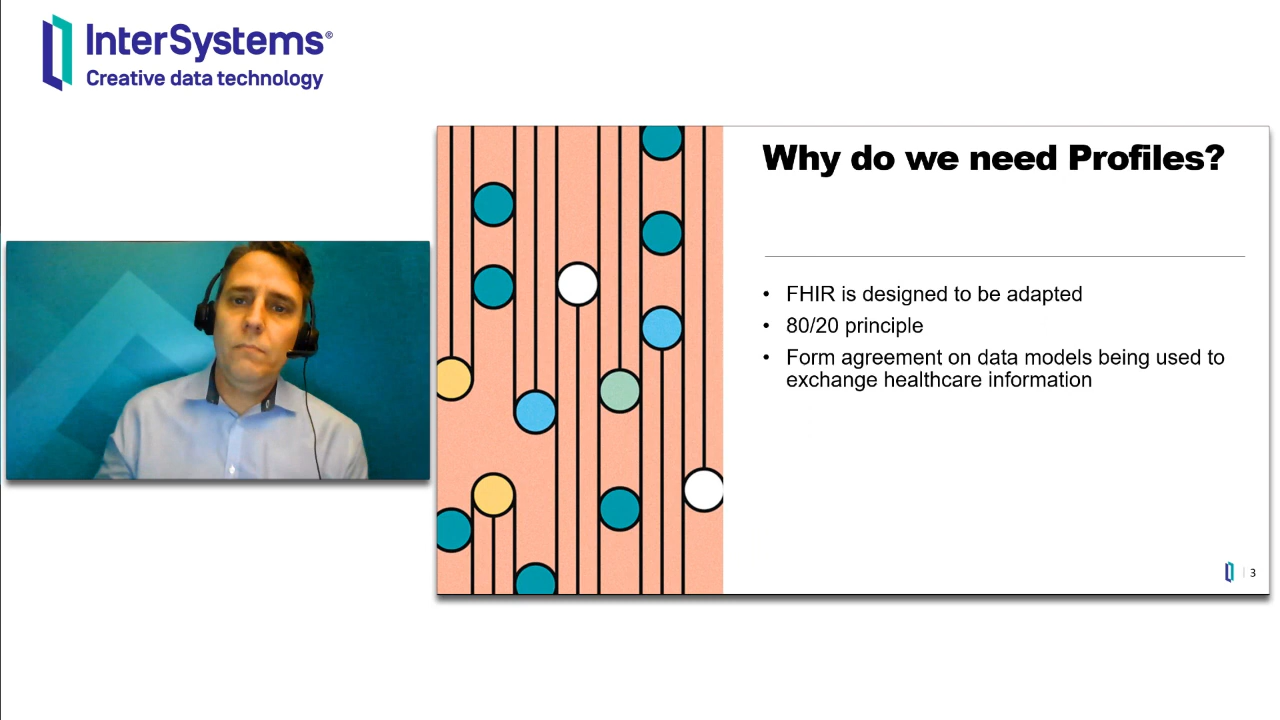 InterSystems®
Creative data technology
Why do we need Profiles?
• FHIR is designed to be adapted
• 80/20 principle
• Form agreement on data models being used to
exchange healthcare information
3